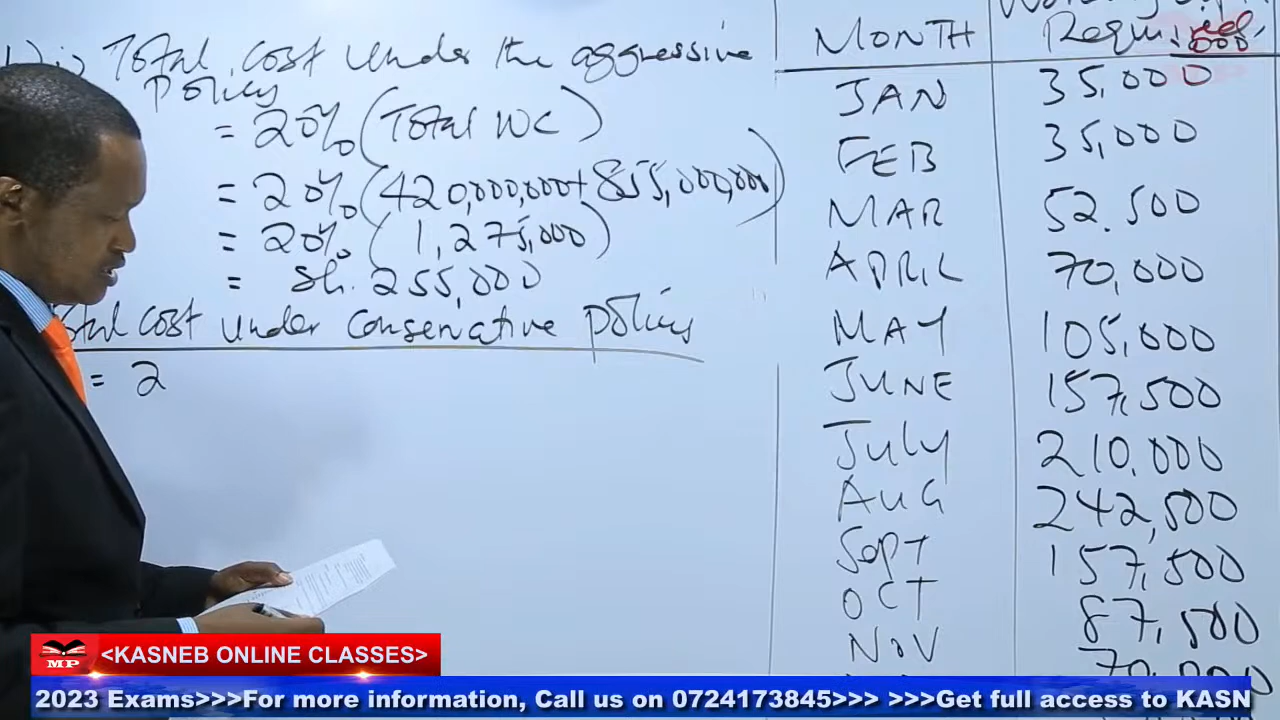 Total cost under the aggressive
Policy
= 20% (Total WC)
= 20% (420,000,000 + 855,000,000)
= 20% (1,275,000)
= Sh. 255,000
cost under conservative policy
= 2
MONTH Required
'000
JAN 35,000
FEB 35,000
MAR 52.500
APRIL 70,000
MAY 105,000
JUNE 157,500
July 210,000
AUG 242,500
Sept 157,500
OCT 87,500
NOV
MP
<KASNEB ONLINE CLASSES>
2023 Exams>>>For more information, Call us on 0724173845>>> >>>Get full access to KASN